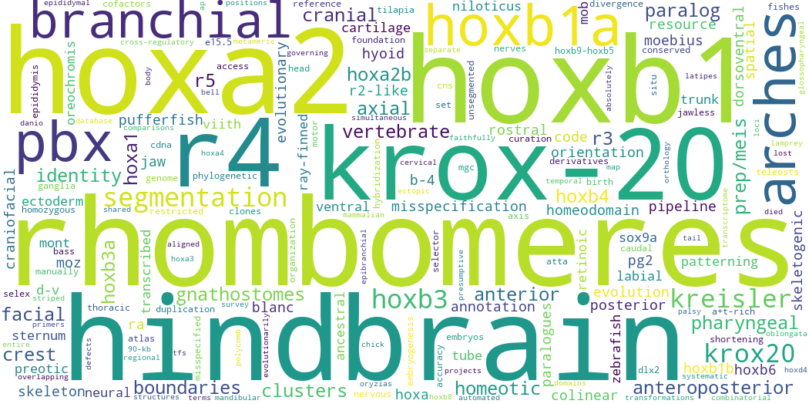 epididymal cofactors ap positions reference tilapia niloticus divergence fishes
branchial cranial mob paralog
cross-regulatory e15.5 metameric cartilage foundation hoxb1a resource
hoxa2 governing nerves hoxb9-hoxb5 moebius conserved
epididymis oreochromis r5 access head hyoid separate hoxb1 dorsoventral spatial glossopharyngeal
body bell evolutionary hoxa2b r2-like cns unsegmented situ latipes arches
danio database pufferfish viith axial simultaneous set absolutely trunk jawless
pbx comparisons r4 ray-finned motor vertebrate rostral code r3 loci
hoxa1 cdna hoxa4 faithfully curation orientation lamprey
jaw genome phylogenetic krox-20 cervical mgc derivatives map prep/meis lost
identity hybridization b-4 temporal birth orthology teleosts
ganglia restricted ectopic hoxb4 pipeline
craniofacial ectoderm segmentation ventral misspecification homeodomain transcriptome died
homozygous shared clones mammalian axis
rhombomeres
mont transcribed aligned organization epibranchial selector atta retinoic sox9a tail skeletogenic
bass hoxb3a hoxa3 presumptive pg2 caudal
manually moz labial patterning
selex d-v gnathostomes hoxb3 anterior evolution kreisler
striped thoracic duplication blanc ancestral annotation posterior a+t-rich
facial primers ra survey misspecified evolutionarily embryogenesis paralogues zebrafish palsy pharyngeal
hindbrain
sternum atlas polycomb chick accuracy embryos shortening oblongata
entire defects 90-kb tfs tube krox20
crest regional projects dlx2 hoxb1b hoxb6
preotic boundaries nervous homeotic domains systematic hoxd4
overlapping oryzias hoxb8 anteroposterior
skeleton neural structures terms mandibular clusters hoxa automated colinear transformations combinatorial